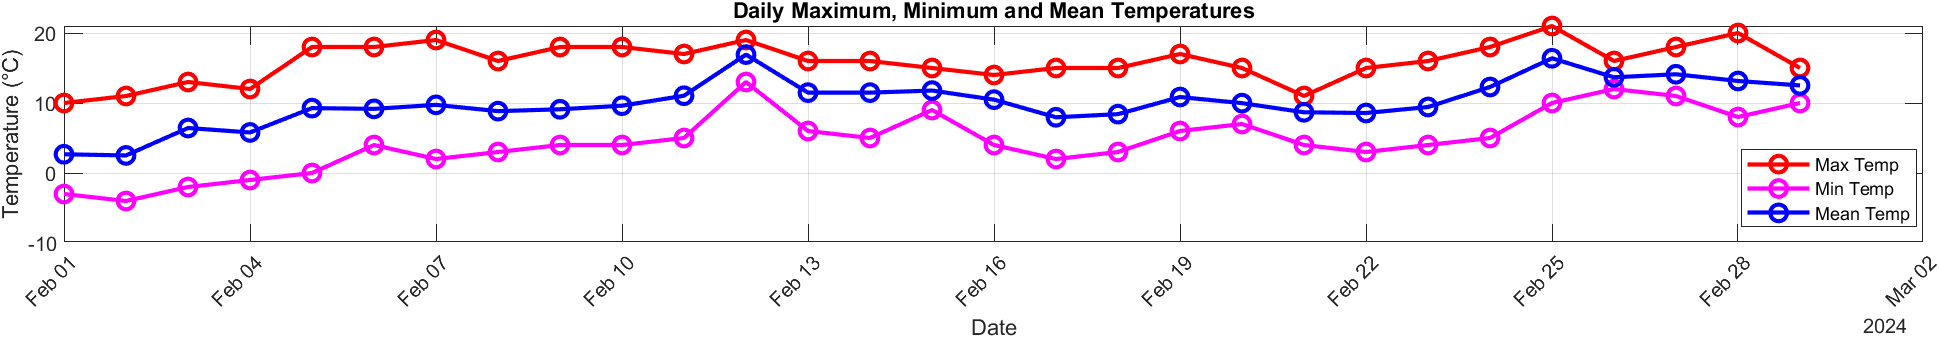 Daily Maximum, Minimum and Mean Temperatures
Temperature (°C)
20
10
0
-10
Max Temp
Min Temp
Mean Temp
Feb 01
Feb 04
Feb 07
Feb 10
Feb 13
Feb 16
Feb 19
Feb 22
Feb 25
Feb 28
Mar 02
Date
2024